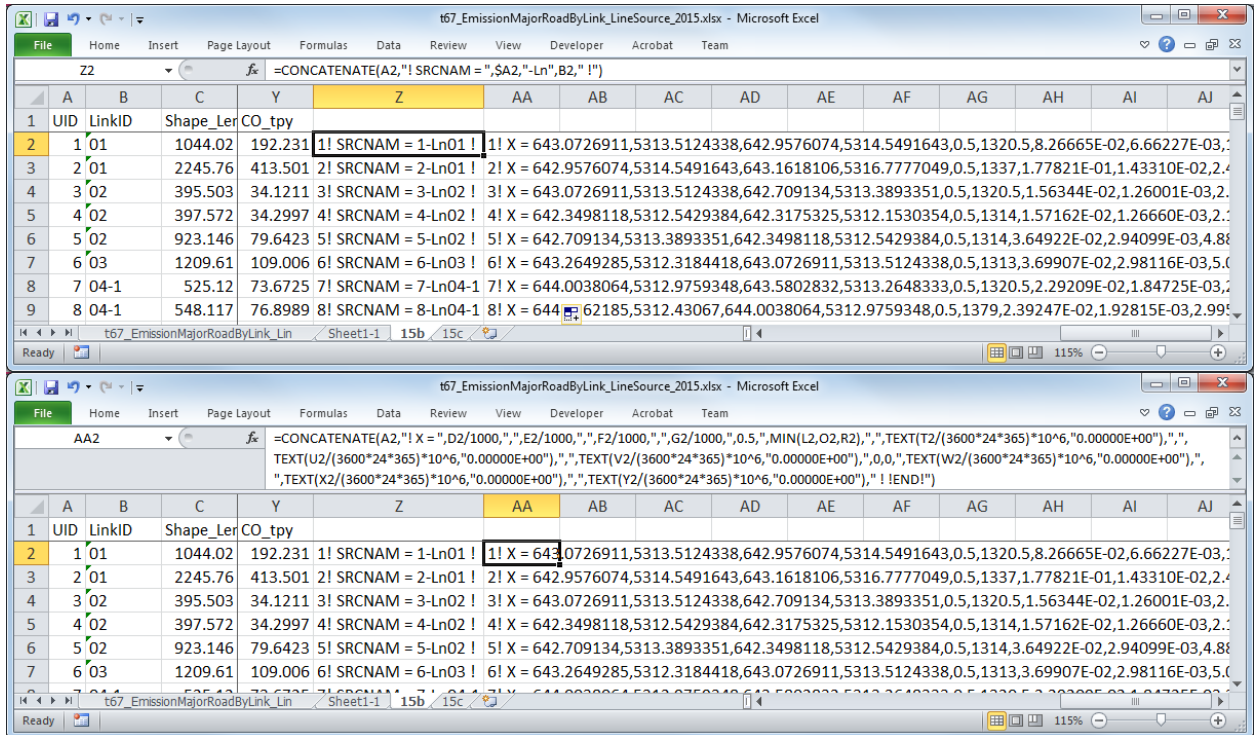 t67_EmissionMajorRoadByLink_LineSource_2015.xlsx - Microsoft Excel
File Home Insert Page Layout Formulas Data Review View Developer Acrobat Team
Z2 fx =CONCATENATE(A2,"! SRCNAM = ",$A2,"-Ln",B2," !")
A B C Y Z AA AB AC AD AE AF AG AH AI AJ
1 UID LinkID Shape_Ler CO_tpy
2 1 01 1044.02 192.231 1! SRCNAM = 1-Ln01 ! 1! X = 643.0726911,5313.5124338,642.9576074,5314.5491643,0.5,1320.5,8.26665E-02,6.66227E-03,1
3 2 01 2245.76 413.501 2! SRCNAM = 2-Ln01 ! 2! X = 642.9576074,5314.5491643,643.1618106,5316.7777049,0.5,1337,1.77821E-01,1.43310E-02,2.4
4 3 02 395.503 34.1211 3! SRCNAM = 3-Ln02 ! 3! X = 643.0726911,5313.5124338,642.709134,5313.3893351,0.5,1320.5,1.56344E-02,1.26001E-03,2.
5 4 02 397.572 34.2997 4! SRCNAM = 4-Ln02 ! 4! X = 642.3498118,5312.5429384,642.3175325,5312.1530354,0.5,1314,1.57162E-02,1.26660E-03,2.1
6 5 02 923.146 79.6423 5! SRCNAM = 5-Ln02 ! 5! X = 642.709134,5313.3893351,642.3498118,5312.5429384,0.5,1314,3.64922E-02,2.94099E-03,4.88
7 6 03 1209.61 109.006 6! SRCNAM = 6-Ln03 ! 6! X = 643.2649285,5312.3184418,643.0726911,5313.5124338,0.5,1313,3.69907E-02,2.98116E-03,5.0
8 7 04-1 525.12 73.6725 7! SRCNAM = 7-Ln04-1 7! X = 644.0038064,5312.9759348,643.5802832,5313.2648333,0.5,1320.5,2.29209E-02,1.84725E-03,2
9 8 04-1 548.117 76.8989 8! SRCNAM = 8-Ln04-1 8! X = 644 62185,5312.43067,644.0038064,5312.9759348,0.5,1379,2.39247E-02,1.92815E-03,2.995
t67_EmissionMajorRoadByLink_Lin Sheet1-1 15b 15c
Ready 115%
t67_EmissionMajorRoadByLink_LineSource_2015.xlsx - Microsoft Excel
File Home Insert Page Layout Formulas Data Review View Developer Acrobat Team
AA2 fx =CONCATENATE(A2,"! X = ",D2/1000,",",E2/1000,",",F2/1000,",",G2/1000,",0.5,",MIN(L2,O2,R2),",",TEXT(T2/(3600*24*365)*10^6,"0.00000E+00"),",",
TEXT(U2/(3600*24*365)*10^6,"0.00000E+00"),",",TEXT(V2/(3600*24*365)*10^6,"0.00000E+00"),",0,0,",TEXT(W2/(3600*24*365)*10^6,"0.00000E+00"),",
",TEXT(X2/(3600*24*365)*10^6,"0.00000E+00"),",",TEXT(Y2/(3600*24*365)*10^6,"0.00000E+00")," ! !END!")
A B C Y Z AA AB AC AD AE AF AG AH AI AJ
1 UID LinkID Shape_Ler CO_tpy
2 1 01 1044.02 192.231 1! SRCNAM = 1-Ln01 ! 1! X = 643.0726911,5313.5124338,642.9576074,5314.5491643,0.5,1320.5,8.26665E-02,6.66227E-03,1
3 2 01 2245.76 413.501 2! SRCNAM = 2-Ln01 ! 2! X = 642.9576074,5314.5491643,643.1618106,5316.7777049,0.5,1337,1.77821E-01,1.43310E-02,2.4
4 3 02 395.503 34.1211 3! SRCNAM = 3-Ln02 ! 3! X = 643.0726911,5313.5124338,642.709134,5313.3893351,0.5,1320.5,1.56344E-02,1.26001E-03,2.
5 4 02 397.572 34.2997 4! SRCNAM = 4-Ln02 ! 4! X = 642.3498118,5312.5429384,642.3175325,5312.1530354,0.5,1314,1.57162E-02,1.26660E-03,2.1
6 5 02 923.146 79.6423 5! SRCNAM = 5-Ln02 ! 5! X = 642.709134,5313.3893351,642.3498118,5312.5429384,0.5,1314,3.64922E-02,2.94099E-03,4.88
7 6 03 1209.61 109.006 6! SRCNAM = 6-Ln03 ! 6! X = 643.2649285,5312.3184418,643.0726911,5313.5124338,0.5,1313,3.69907E-02,2.98116E-03,5.0
t67_EmissionMajorRoadByLink_Lin Sheet1-1 15b 15c
Ready 115%